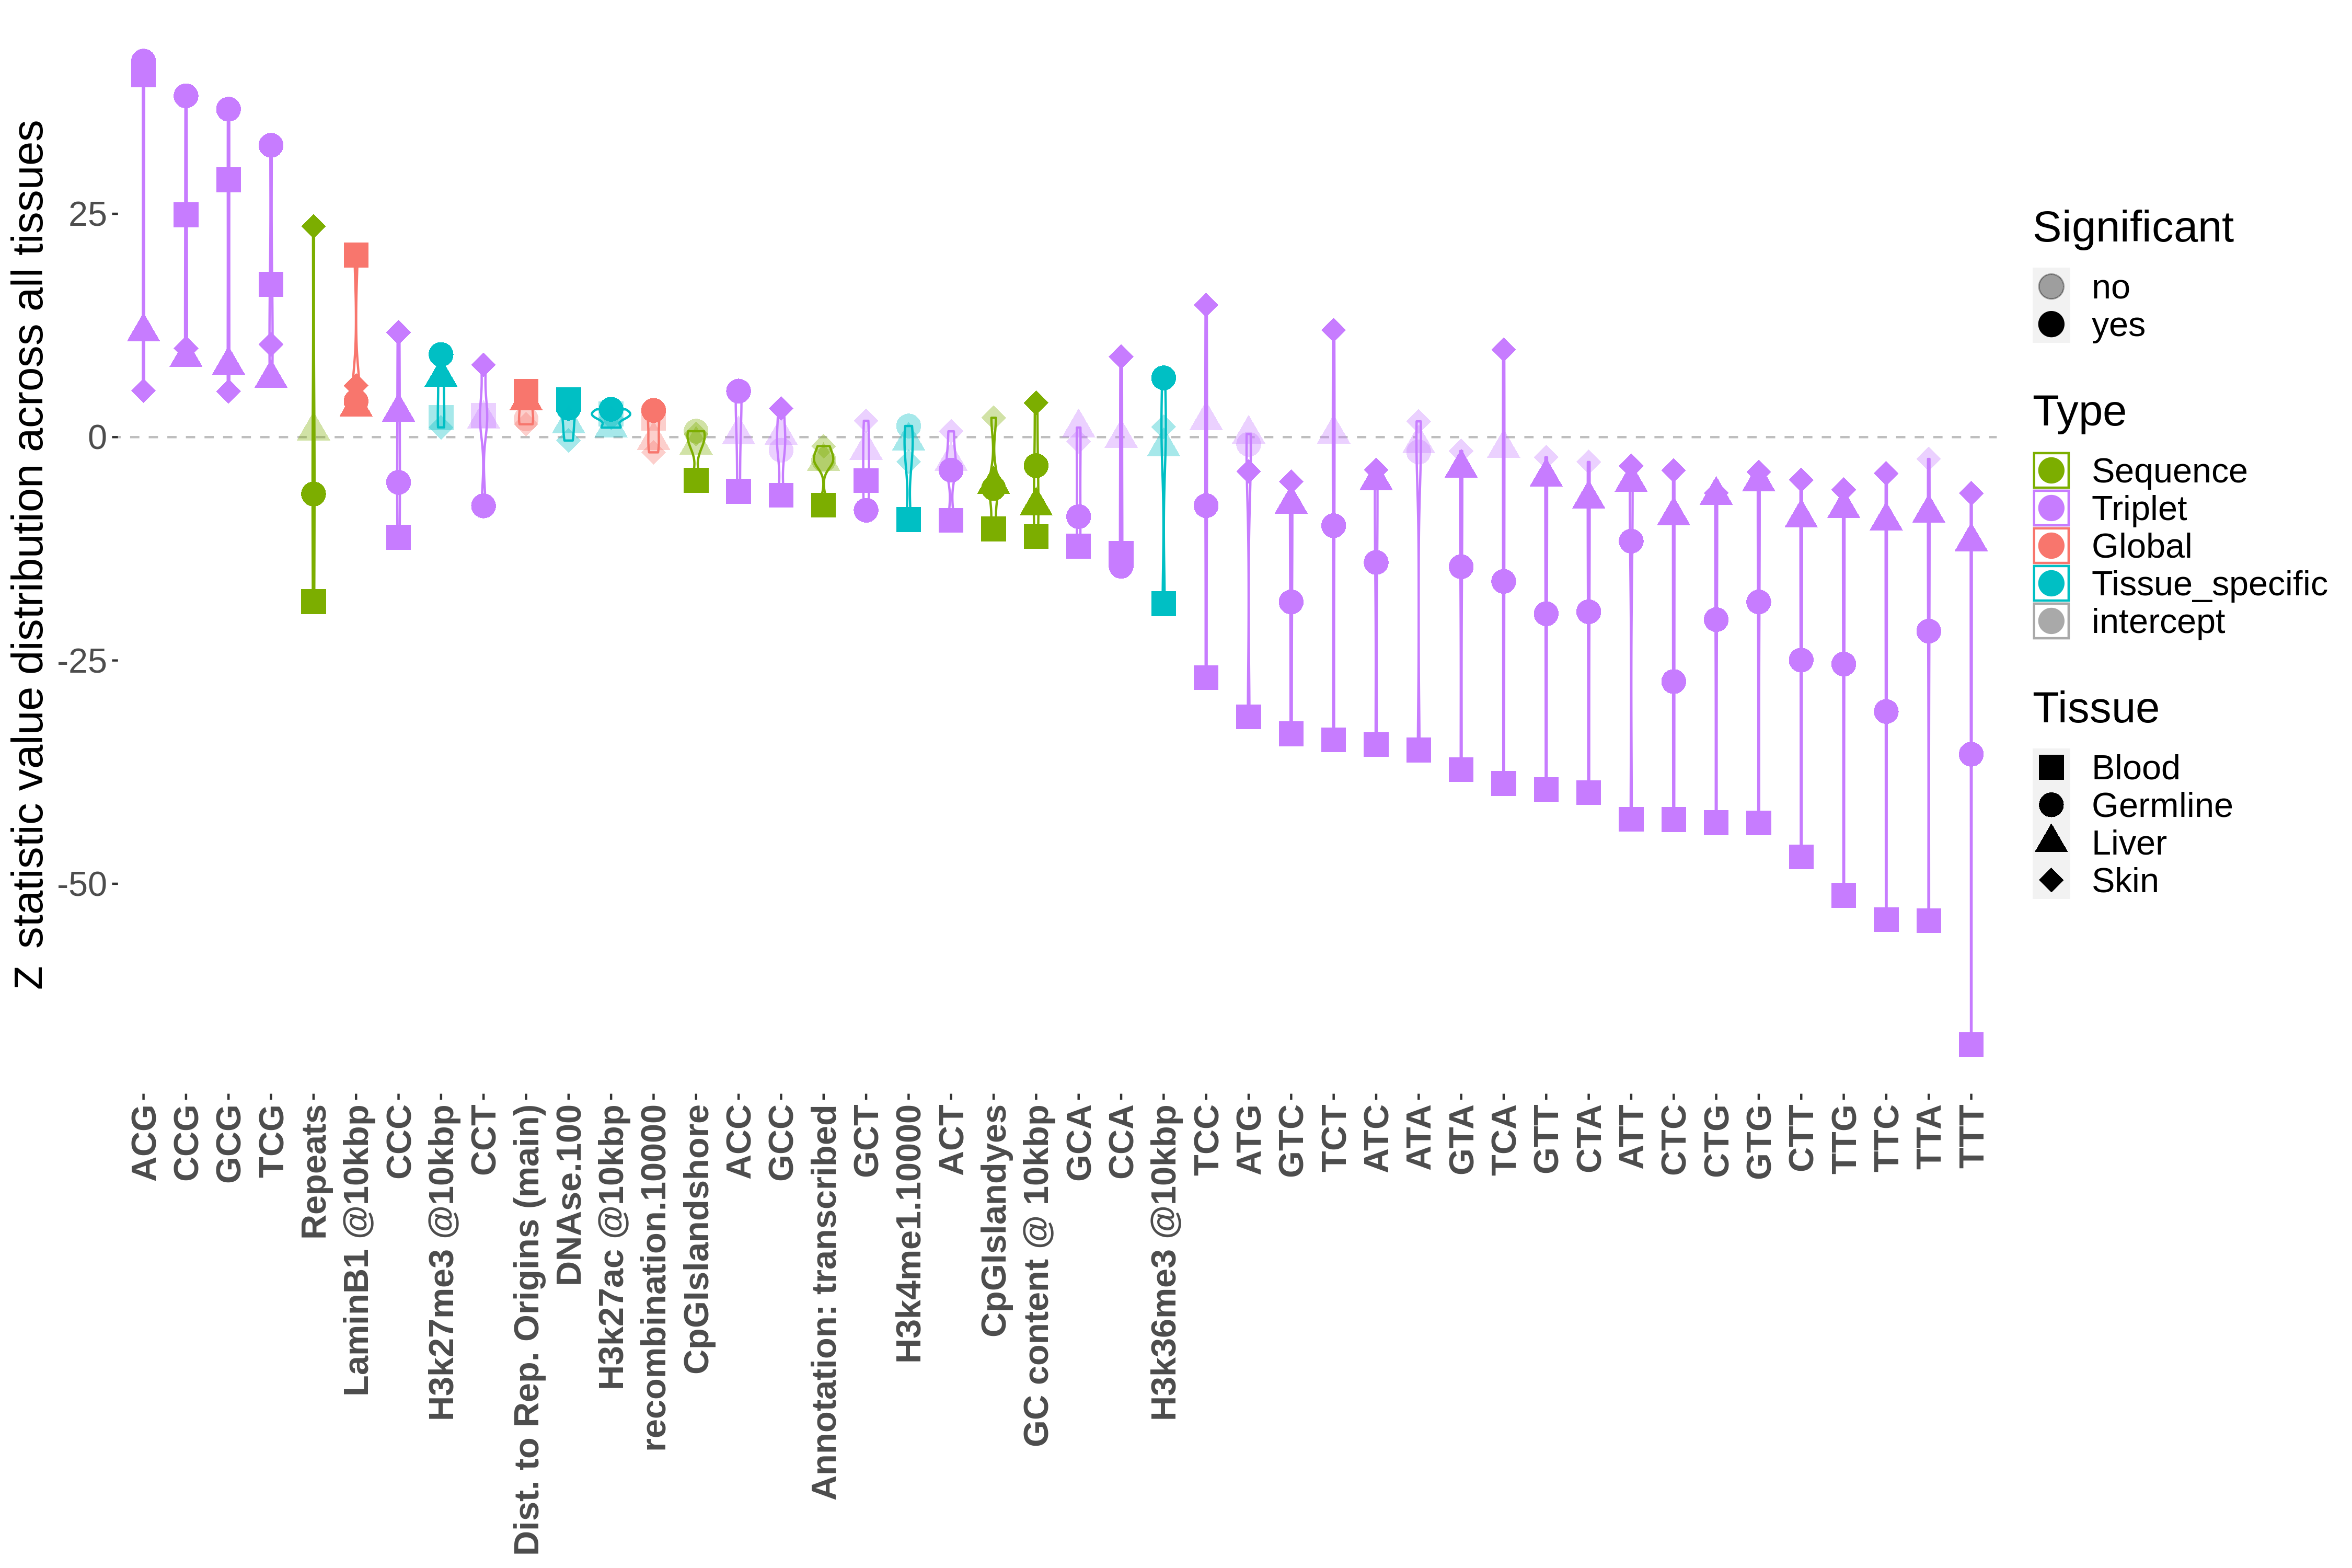 z statistic value distribution across all tissues
25
0
-25
-50
ACG
CCG
GCG
TCG
Repeats
LaminB1 @10kbp
CCC
H3k27me3 @10kbp
CCT
Dist. to Rep. Origins (main)
DNAse.100
H3k27ac @10kbp
recombination.10000
CpGIslandshore
ACC
GCC
Annotation: transcribed
GCT
H3k4me1.10000
ACT
CpGIslandyes
GC content @ 10kbp
GCA
CCA
H3k36me3 @10kbp
TCC
ATG
GTC
TCT
ATC
ATA
GTA
TCA
GTT
CTA
ATT
CTC
CTG
GTG
CTT
TTG
TTC
TTA
TTT
Significant
no
yes
Type
Sequence
Triplet
Global
Tissue_specific
intercept
Tissue
Blood
Germline
Liver
Skin